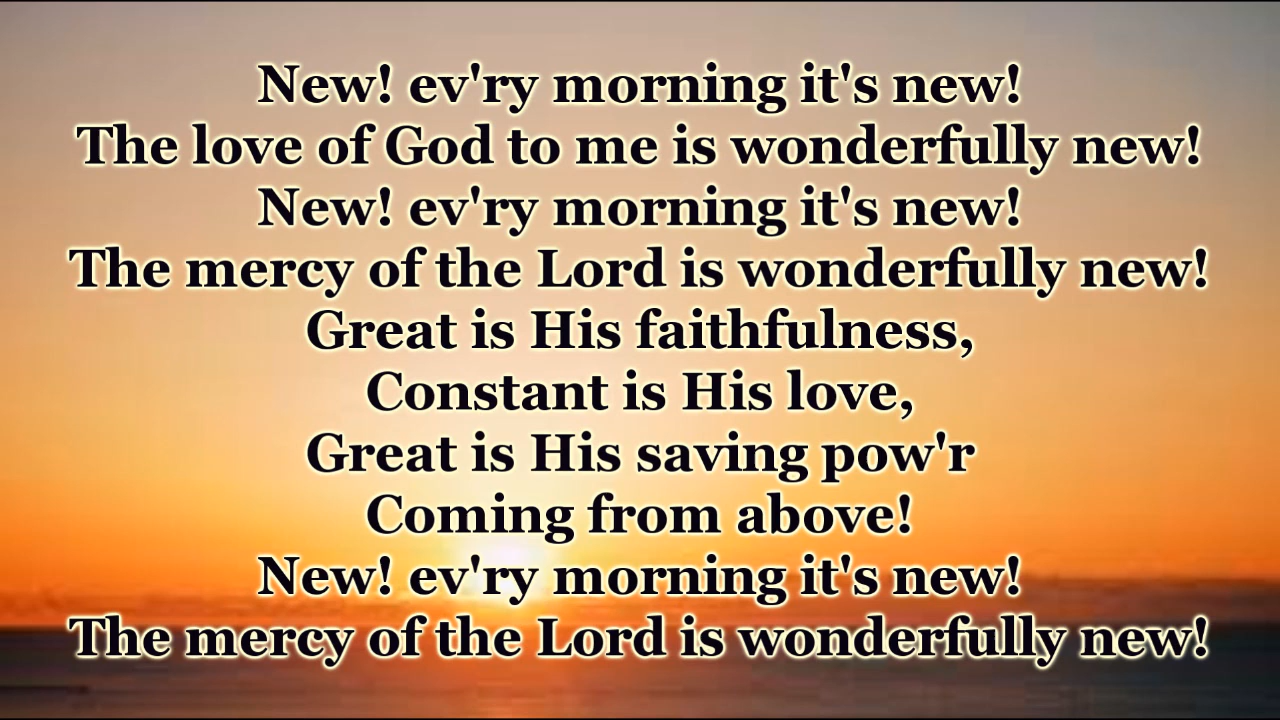 New! ev'ry morning it's new!
The love of God to me is wonderfully new!
New! ev'ry morning it's new!
The mercy of the Lord is wonderfully new!
Great is His faithfulness,
Constant is His love,
Great is His saving pow'r
Coming from above!
New! ev'ry morning it's new!
The mercy of the Lord is wonderfully new!